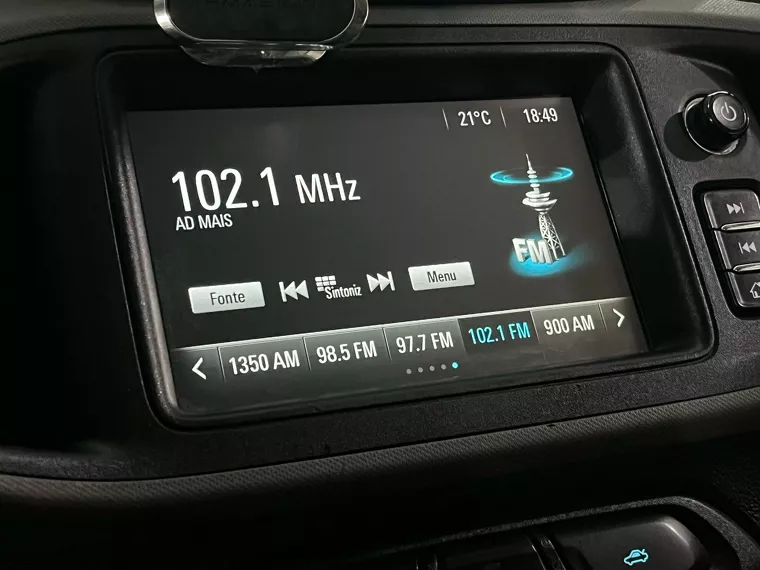 21°C 18:49
102.1 MHz
AD MAIS
FM
Fonte Sintoniz Menu
1350 AM 98.5 FM 97.7 FM 102.1 FM 900 AM